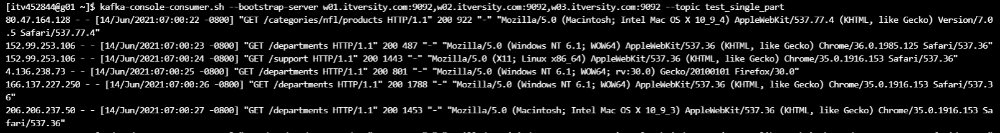 [itv452844@g01 ~]$ kafka-console-consumer.sh --bootstrap-server w01.itversity.com:9092,w02.itversity.com:9092,w03.itversity.com:9092 --topic test_single_part
80.47.164.128 - - [14/Jun/2021:07:00:22 -0800] "GET /categories/nfl/products HTTP/1.1" 200 922 "-" "Mozilla/5.0 (Macintosh; Intel Mac OS X 10_9_4) AppleWebKit/537.77.4 (KHTML, like Gecko) Version/7.0
.5 Safari/537.77.4"
152.99.253.106 - - [14/Jun/2021:07:00:23 -0800] "GET /departments HTTP/1.1" 200 487 "-" "Mozilla/5.0 (Windows NT 6.1; WOW64) AppleWebKit/537.36 (KHTML, like Gecko) Chrome/36.0.1985.125 Safari/537.36"
152.99.253.106 - - [14/Jun/2021:07:00:24 -0800] "GET /support HTTP/1.1" 200 1443 "-" "Mozilla/5.0 (X11; Linux x86_64) AppleWebKit/537.36 (KHTML, like Gecko) Chrome/35.0.1916.153 Safari/537.36"
4.136.238.73 - - [14/Jun/2021:07:00:25 -0800] "GET /departments HTTP/1.1" 200 801 "-" "Mozilla/5.0 (Windows NT 6.1; WOW64; rv:30.0) Gecko/20100101 Firefox/30.0"
166.137.227.250 - - [14/Jun/2021:07:00:26 -0800] "GET /departments HTTP/1.1" 200 1788 "-" "Mozilla/5.0 (Windows NT 6.1; WOW64) AppleWebKit/537.36 (KHTML, like Gecko) Chrome/35.0.1916.153 Safari/537.3
6"
206.206.237.50 - - [14/Jun/2021:07:00:27 -0800] "GET /departments HTTP/1.1" 200 1453 "-" "Mozilla/5.0 (Macintosh; Intel Mac OS X 10_9_3) AppleWebKit/537.36 (KHTML, like Gecko) Chrome/35.0.1916.153 Sa
fari/537.36"